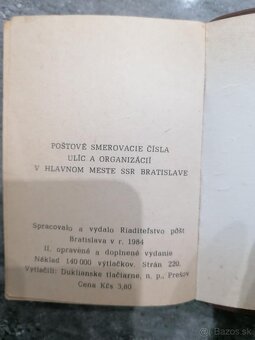 POŠTOVÉ SMEROVACIE ČÍSLA
ULÍC A ORGANIZÁCIÍ
V HLAVNOM MESTE SSR BRATISLAVE
Spracovalo a vydalo Riaditeľstvo pôšt
Bratislava v r. 1984
II. opravené a doplnené vydanie
Náklad 140 000 výtlačkov. Strán 220.
Vytlačili: Duklianske tlačiarne, n. p., Prešov
Cena Kčs 3,80
Bazos.sk